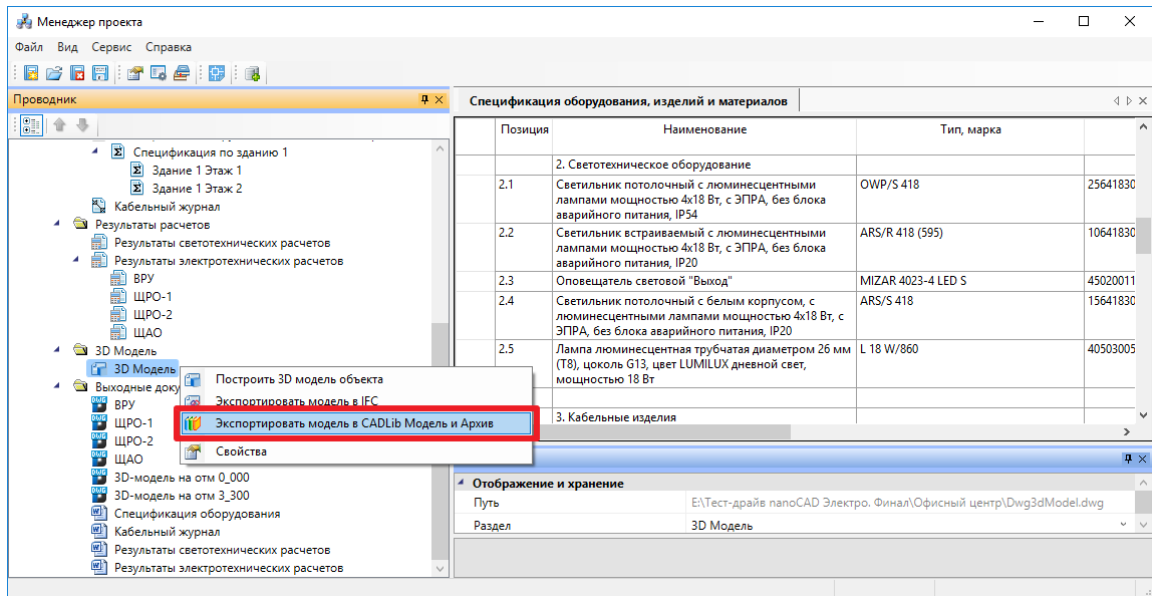 Менеджер проекта
Файл Вид Сервис Справка
Проводник
Спецификация по зданию 1
Здание 1 Этаж 1
Здание 1 Этаж 2
Кабельный журнал
Результаты расчетов
Результаты светотехнических расчетов
Результаты электротехнических расчетов
ВРУ
ЩРО-1
ЩРО-2
ЩАО
3D Модель
3D Модель
Выходные доку
ВРУ
ЩРО-1
ЩРО-2
ЩАО
3D-модель на отм 0_000
3D-модель на отм 3_300
Спецификация оборудования
Кабельный журнал
Результаты светотехнических расчетов
Результаты электротехнических расчетов
Построить 3D модель объекта
Экспортировать модель в IFC
Экспортировать модель в CADLib Модель и Архив
Свойства
Спецификация оборудования, изделий и материалов
Позиция Наименование Тип, марка
2. Светотехническое оборудование
2.1 Светильник потолочный с люминесцентными OWP/S 418 25641830
лампами мощностью 4х18 Вт, с ЭПРА, без блока
аварийного питания, IP54
2.2 Светильник встраиваемый с люминесцентными ARS/R 418 (595) 10641830
лампами мощностью 4х18 Вт, с ЭПРА, без блока
аварийного питания, IP20
2.3 Оповещатель световой "Выход" MIZAR 4023-4 LED S 45020011
2.4 Светильник потолочный с белым корпусом, с ARS/S 418 15641830
люминесцентными лампами мощностью 4х18 Вт, с
ЭПРА, без блока аварийного питания, IP20
2.5 Лампа люминесцентная трубчатая диаметром 26 мм L 18 W/860 40503005
(T8), цоколь G13, цвет LUMILUX дневной свет,
мощностью 18 Вт
3. Кабельные изделия
Отображение и хранение
Путь E:\Тест-драйв nanoCAD Электро. Финал\Офисный центр\Dwg3dModel.dwg
Раздел 3D Модель